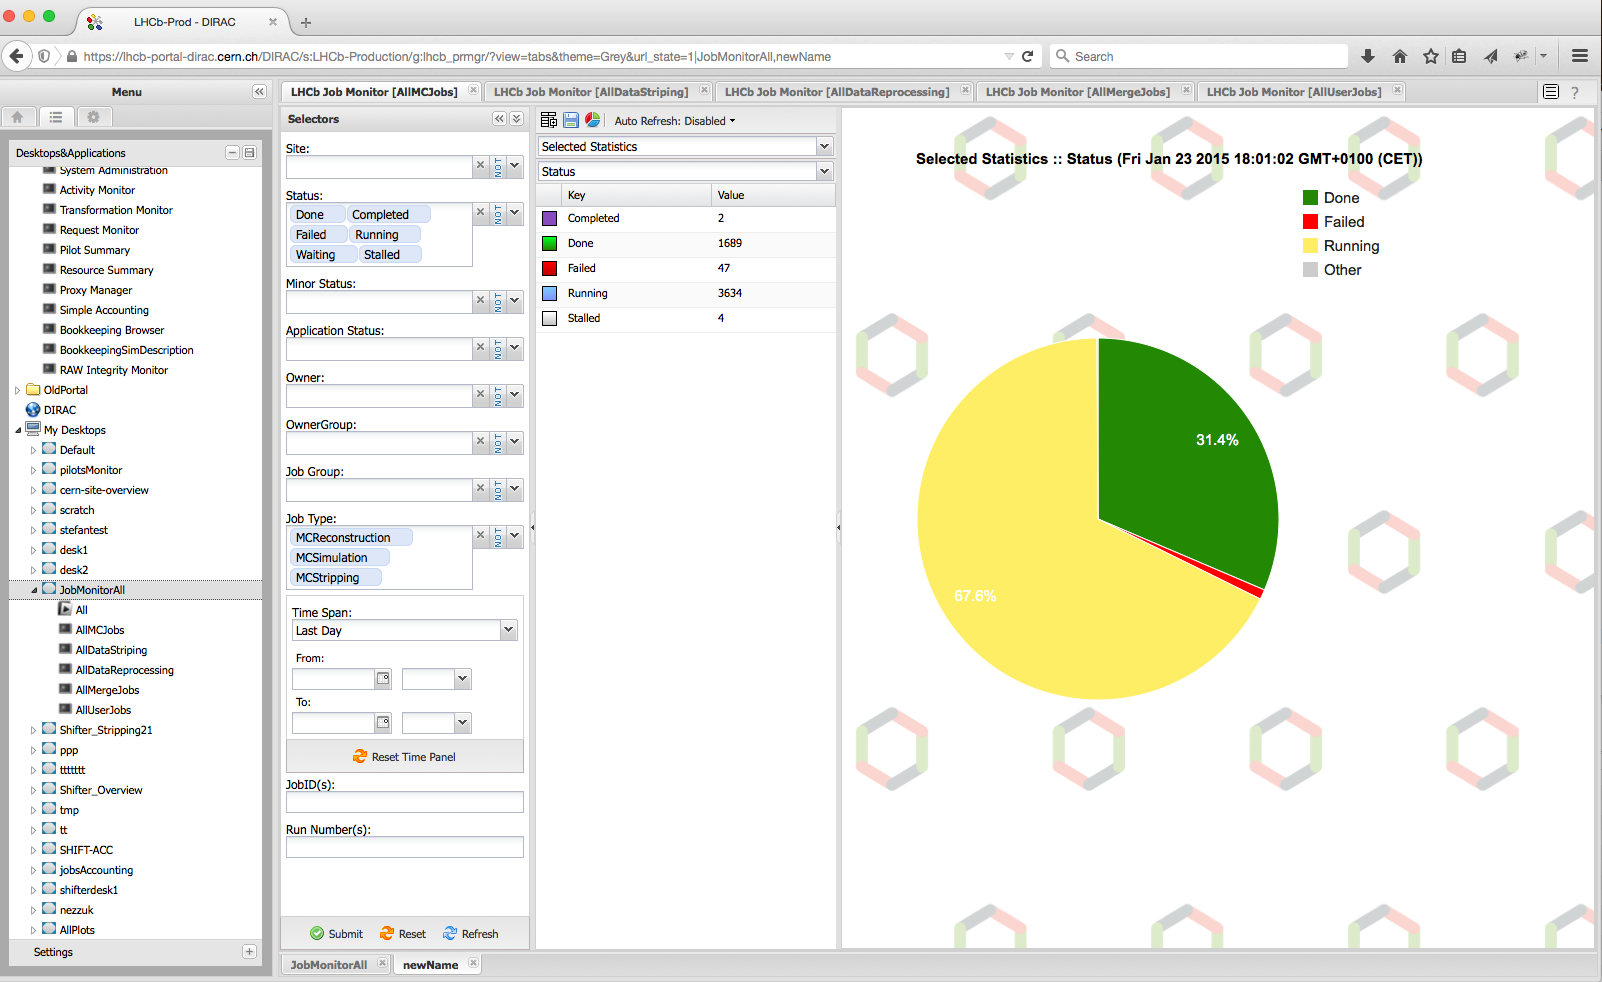 LHCb-Prod - DIRAC
https://lhcb-portal-dirac.cern.ch/DIRAC/s:LHCb-Production/g:lhcb_prmgr/?view=tabs&theme=Grey&url_state=1|JobMonitorAll,newName
Search
Menu
LHCb Job Monitor [AllMCJobs]
LHCb Job Monitor [AllDataStriping]
LHCb Job Monitor [AllDataReprocessing]
LHCb Job Monitor [AllMergeJobs]
LHCb Job Monitor [AllUserJobs]
Desktops&Applications
System Administration
Activity Monitor
Transformation Monitor
Request Monitor
Pilot Summary
Resource Summary
Proxy Manager
Simple Accounting
Bookkeeping Browser
BookkeepingSimDescription
RAW Integrity Monitor
OldPortal
DIRAC
My Desktops
Default
pilotsMonitor
cern-site-overview
scratch
stefantest
desk1
desk2
JobMonitorAll
All
AllMCJobs
AllDataStriping
AllDataReprocessing
AllMergeJobs
AllUserJobs
Shifter_Stripping21
ppp
ttttttt
Shifter_Overview
tmp
tt
SHIFT-ACC
jobsAccounting
shifterdesk1
nezzuk
AllPlots
Settings
Selectors
Site:
NOT
Status:
Done Completed
NOT
Failed Running
Waiting Stalled
Minor Status:
NOT
Application Status:
NOT
Owner:
NOT
OwnerGroup:
NOT
Job Group:
NOT
Job Type:
MCReconstruction
NOT
MCSimulation
MCStripping
Time Span:
Last Day
From:
To:
Reset Time Panel
JobID(s):
Run Number(s):
Submit Reset Refresh
Auto Refresh: Disabled
Selected Statistics
Status
Key Value
Completed 2
Done 1689
Failed 47
Running 3634
Stalled 4
Selected Statistics :: Status (Fri Jan 23 2015 18:01:02 GMT+0100 (CET))
Done
Failed
Running
Other
31.4%
67.6%
JobMonitorAll
newName